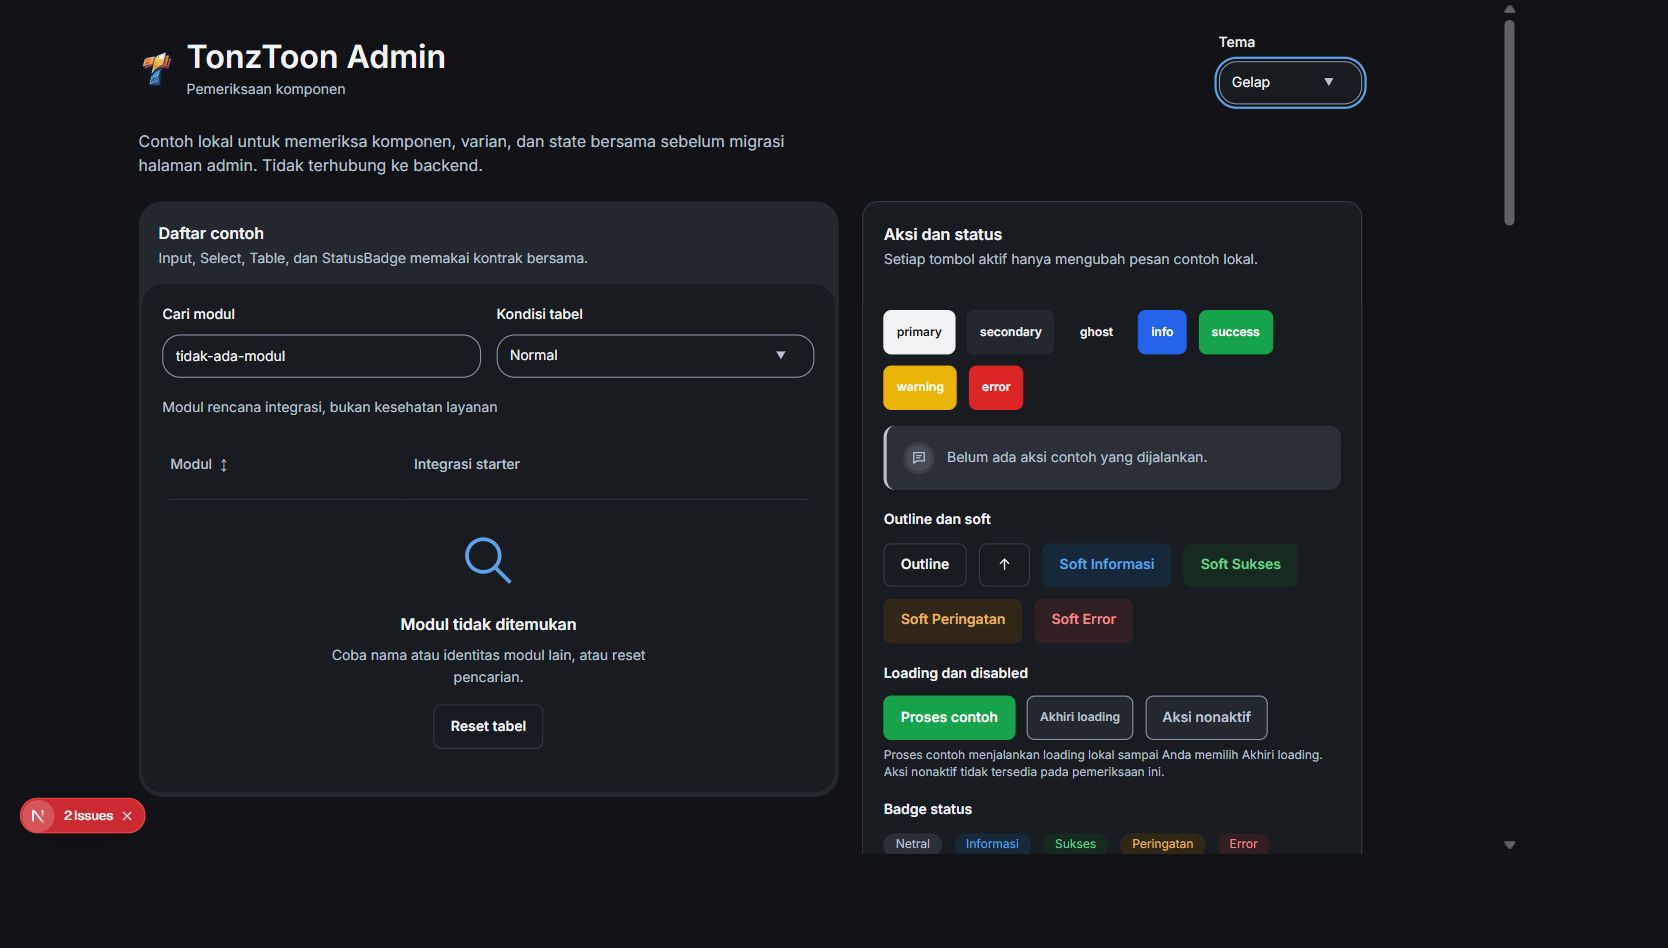 TonzToon Admin
Pemeriksaan komponen
Tema
Gelap
Contoh lokal untuk memeriksa komponen, varian, dan state bersama sebelum migrasi
halaman admin. Tidak terhubung ke backend.
Daftar contoh
Input, Select, Table, dan StatusBadge memakai kontrak bersama.
Cari modul
Kondisi tabel
tidak-ada-modul
Normal
Modul rencana integrasi, bukan kesehatan layanan
Modul
Integrasi starter
Modul tidak ditemukan
Coba nama atau identitas modul lain, atau reset
pencarian.
Reset tabel
Aksi dan status
Setiap tombol aktif hanya mengubah pesan contoh lokal.
primary
secondary
ghost
info
success
warning
error
Belum ada aksi contoh yang dijalankan.
Outline dan soft
Outline
Soft Informasi
Soft Sukses
Soft Peringatan
Soft Error
Loading dan disabled
Proses contoh
Akhiri loading
Aksi nonaktif
Proses contoh menjalankan loading lokal sampai Anda memilih Akhiri loading.
Aksi nonaktif tidak tersedia pada pemeriksaan ini.
Badge status
Netral
Informasi
Sukses
Peringatan
Error
N
2 Issues